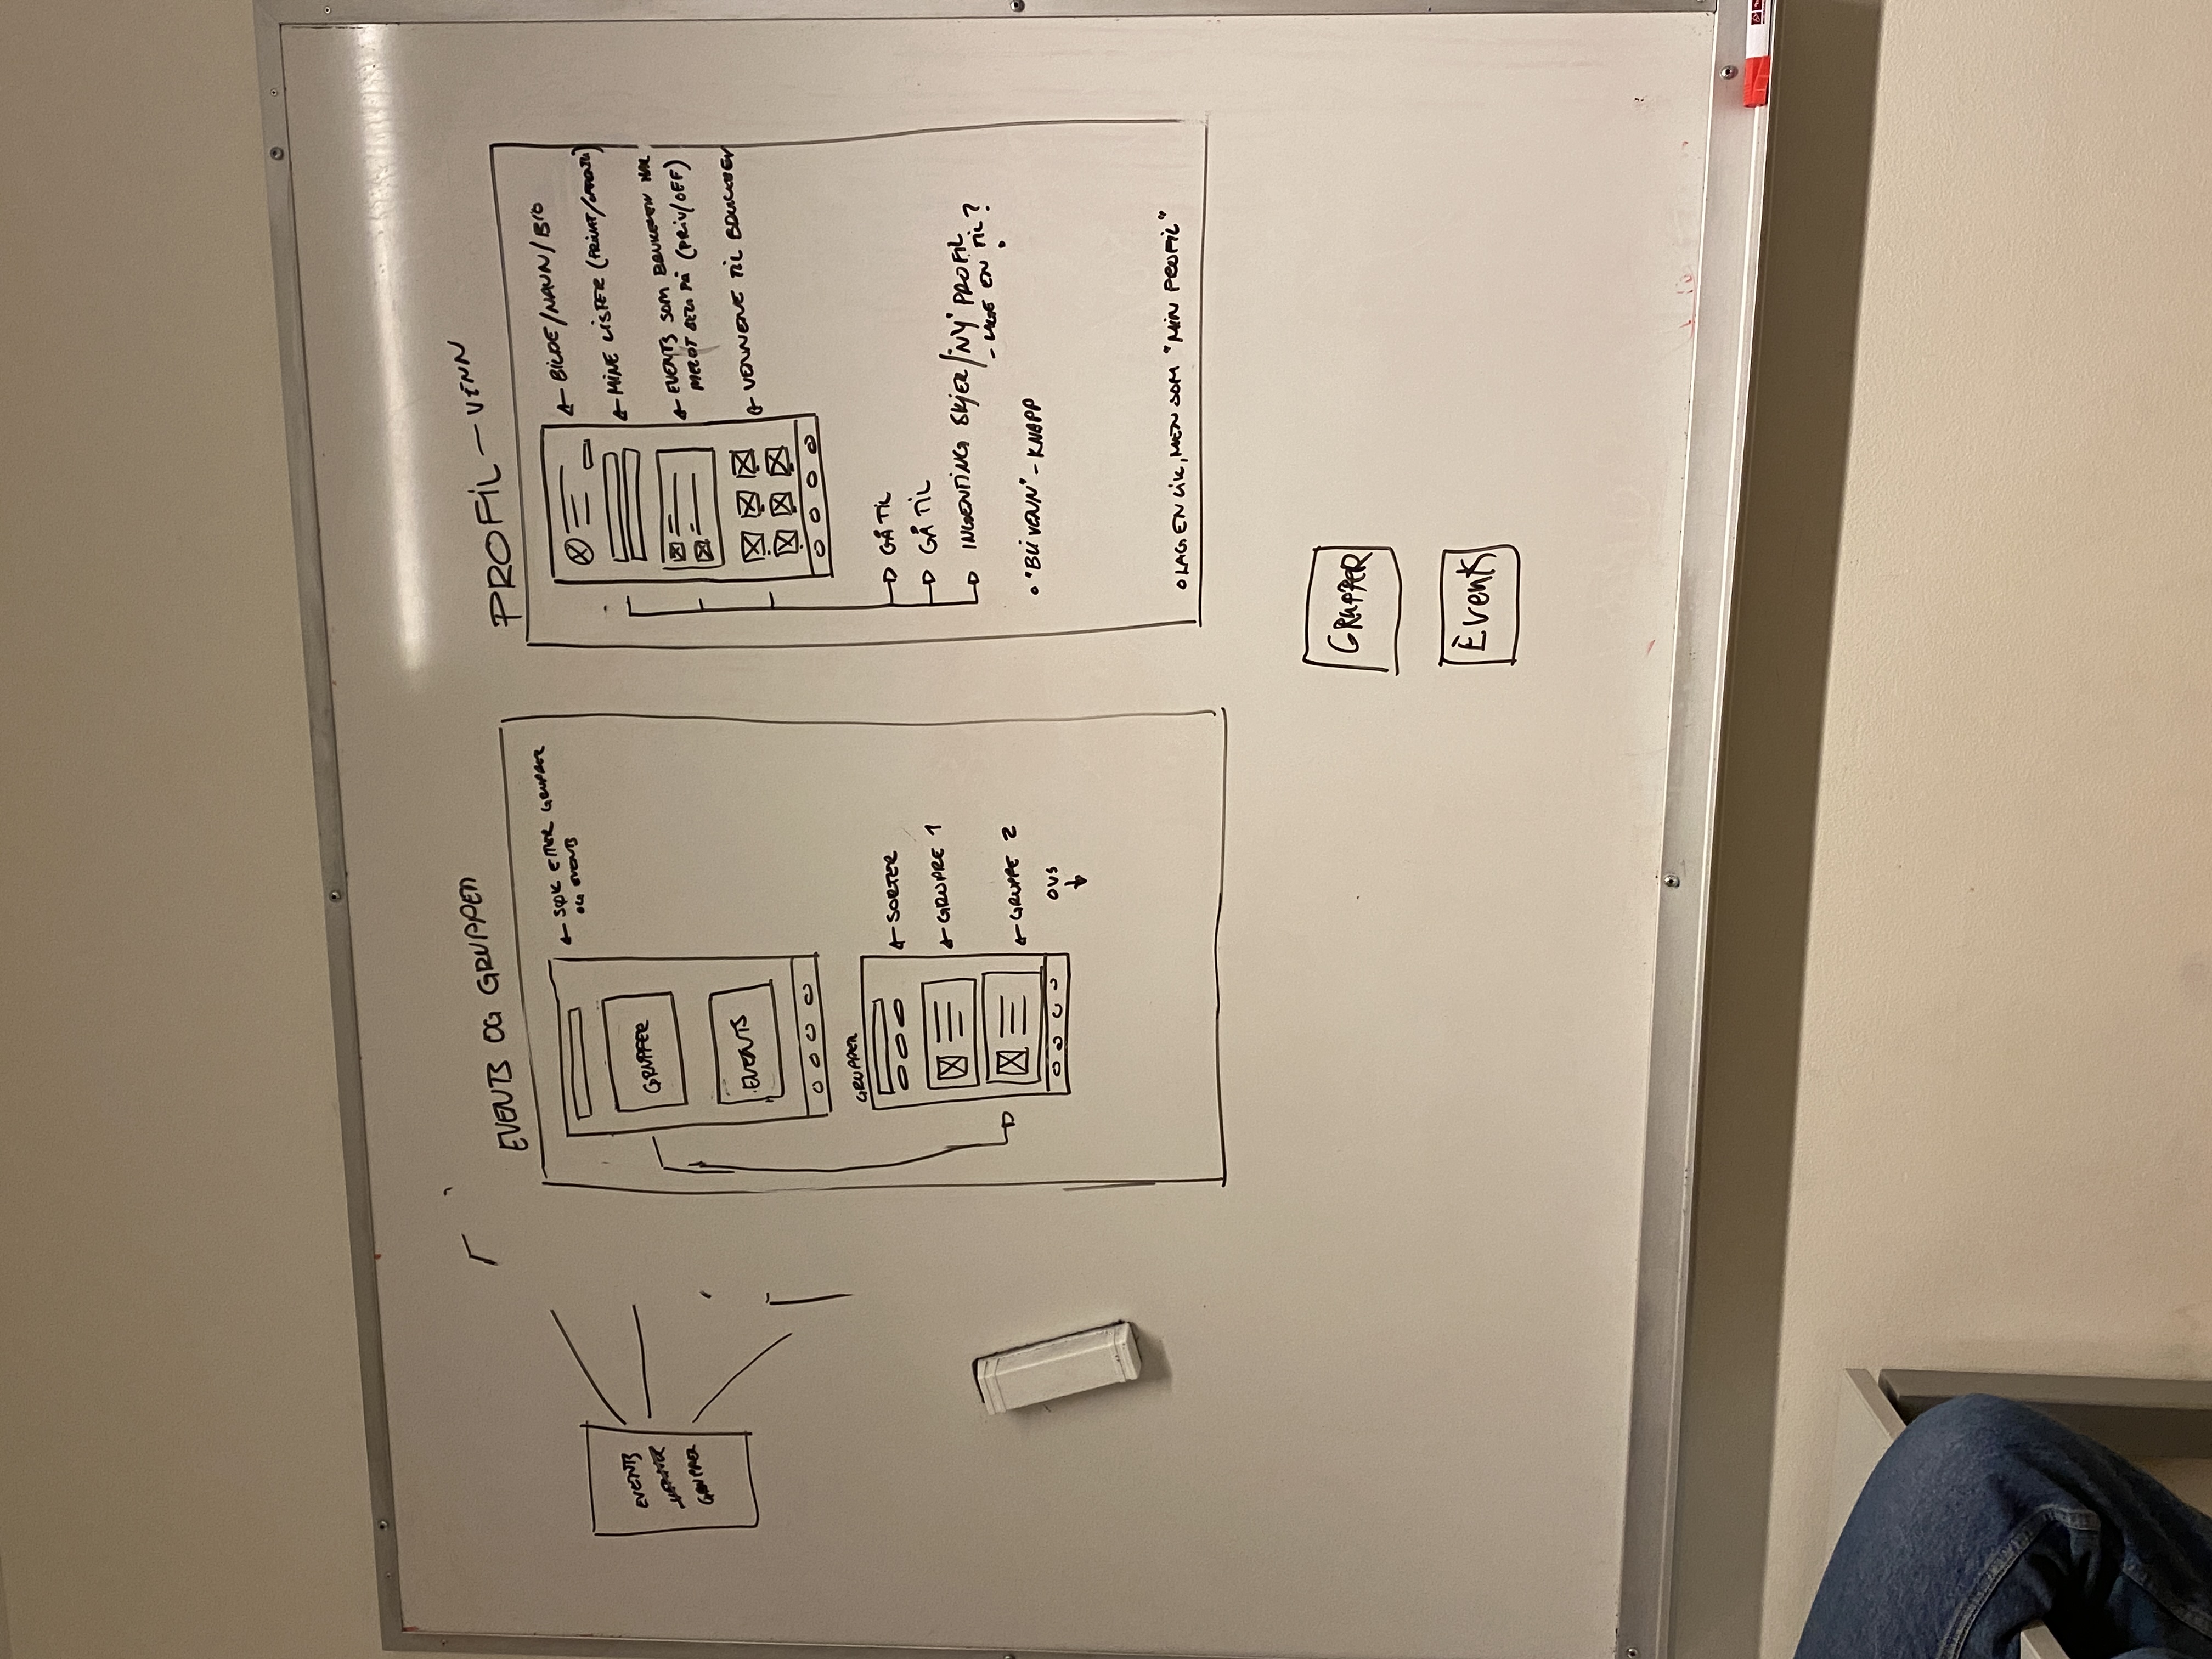 EVENTS
VENNER
GRUPPER
EVENTS OG GRUPPER
SØK ETTER GRUPPER
OG EVENTS
GRUPPER
EVENTS
GRUPPER
SORTER
GRUPPE 1
GRUPPE 2
OVS
PROFIL – VENN
BILDE/NAVN/BIO
MINE LISTER (PRIVAT/OFFENTLIG)
EVENTS SOM BRUKEREN HAR
MELDT SEG PÅ (PRIV/OFF)
VENNENE TIL BRUKEREN
GÅ TIL
GÅ TIL
INGENTING SKJER/"NY" PROFIL
- LAGE EN TIL?
• "BLI VENN" - KNAPP
• LAG EN LIK, MEN SOM "MIN PROFIL"
GRUPPER
Events